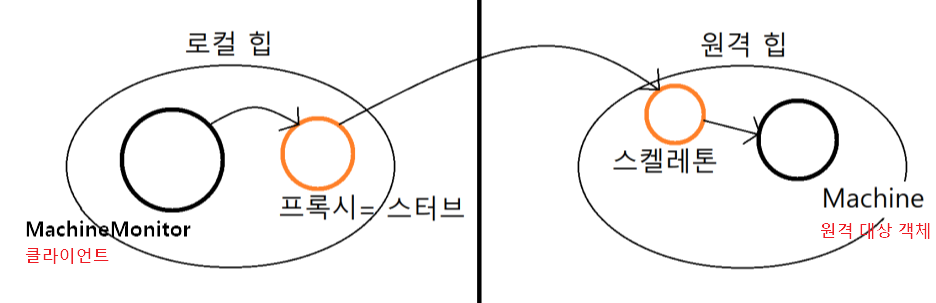 로컬 힙
원격 힙
프록시= 스터브
스켈레톤
MachineMonitor
클라이언트
Machine
원격 대상 객체